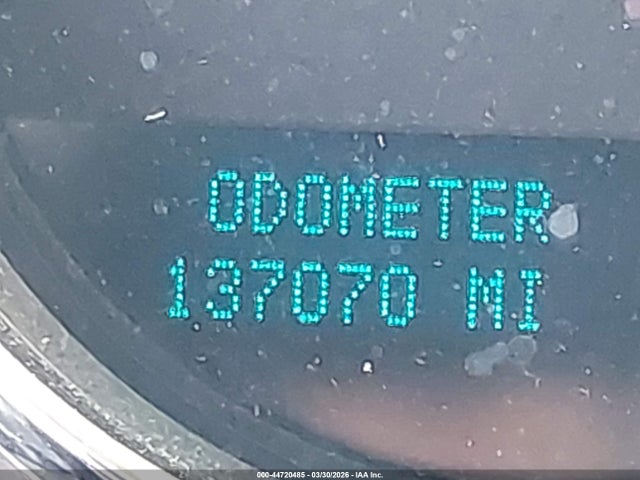 ODOMETER
137070 MI
000-44720485 - 03/30/2026 - IAA Inc.